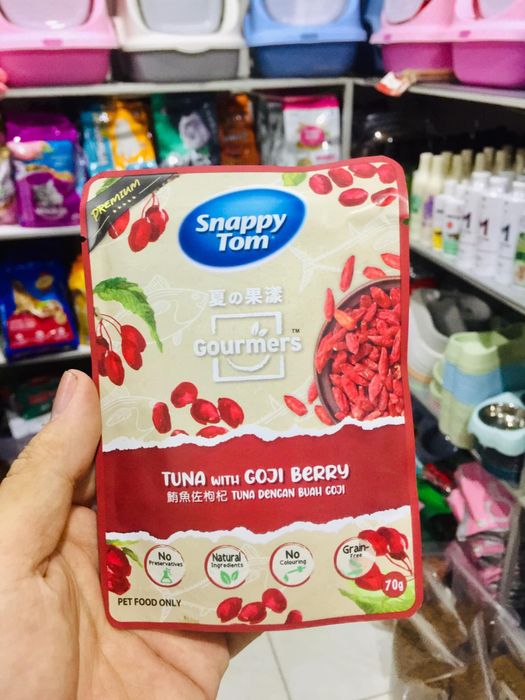 PREMIUM
Snappy
Tom
夏の果漾
Gourmers™
TUNA WITH GOJI BERRY
鮪魚佐枸杞 TUNA DENGAN BUAH GOJI
No
Preservatives
Natural
Ingredients
No
Colouring
Grain-
Free
70g
PET FOOD ONLY